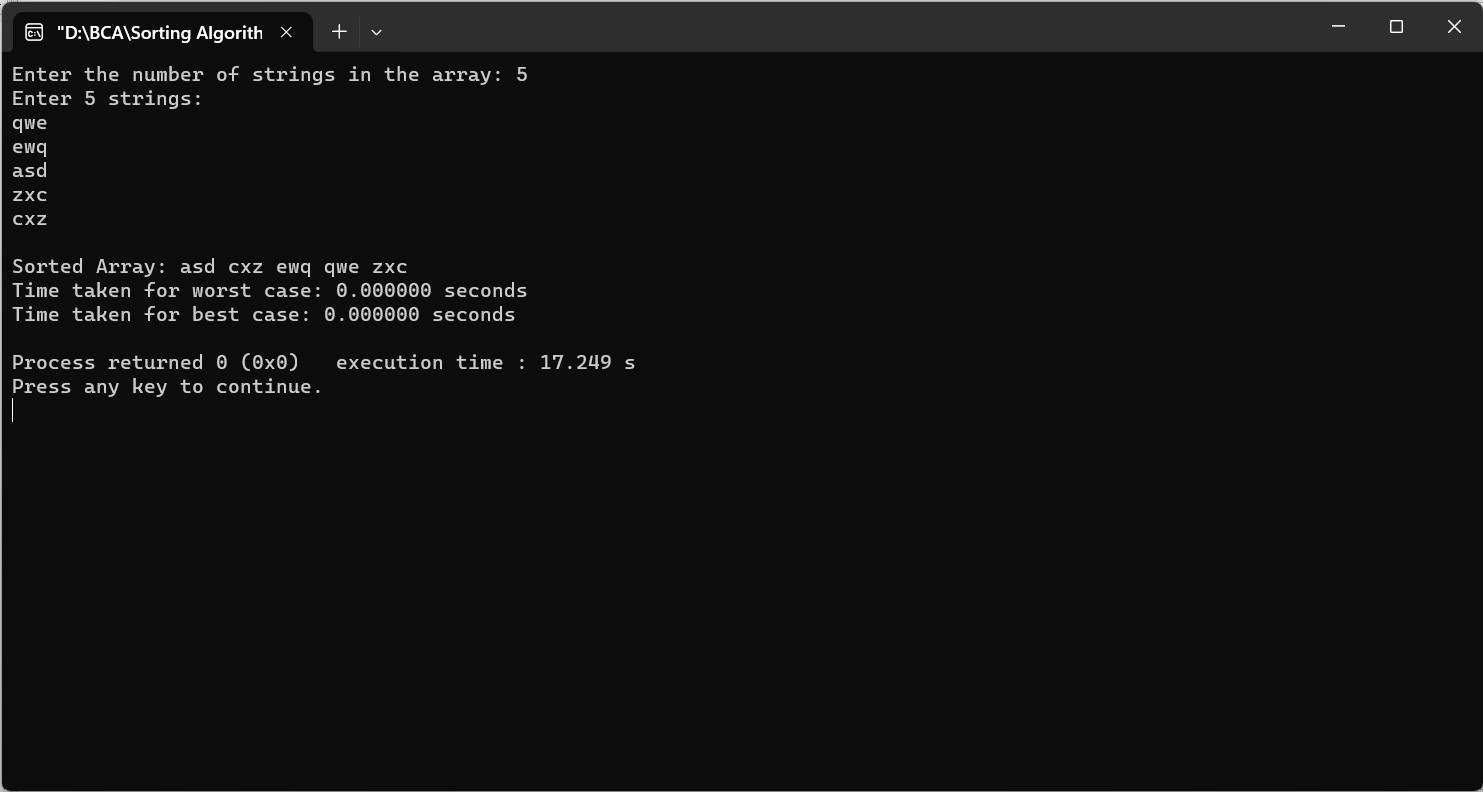 "D:\BCA\Sorting Algorith
Enter the number of strings in the array: 5
Enter 5 strings:
qwe
ewq
asd
zxc
cxz
Sorted Array: asd cxz ewq qwe zxc
Time taken for worst case: 0.000000 seconds
Time taken for best case: 0.000000 seconds
Process returned 0 (0x0)   execution time : 17.249 s
Press any key to continue.